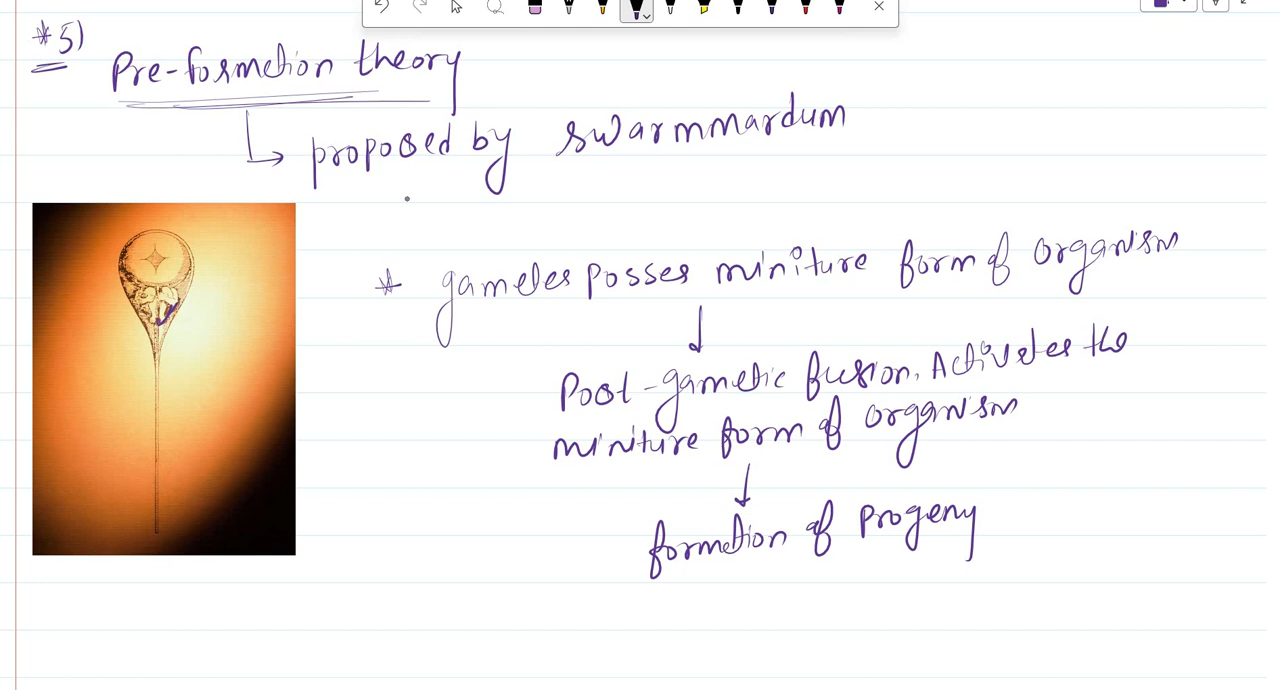 * 5)
Pre-formation theory
proposed by swarmmardum
* gametes posses miniture form of organism
Post-gametic fusion, Activates the
miniture form of organism
formation of Progeny